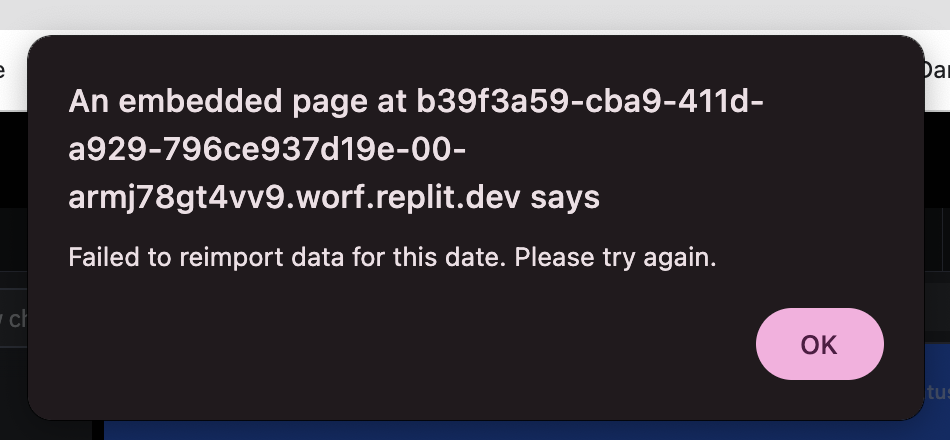 An embedded page at b39f3a59-cba9-411d-
a929-796ce937d19e-00-
armj78gt4vv9.worf.replit.dev says
Failed to reimport data for this date. Please try again.
OK